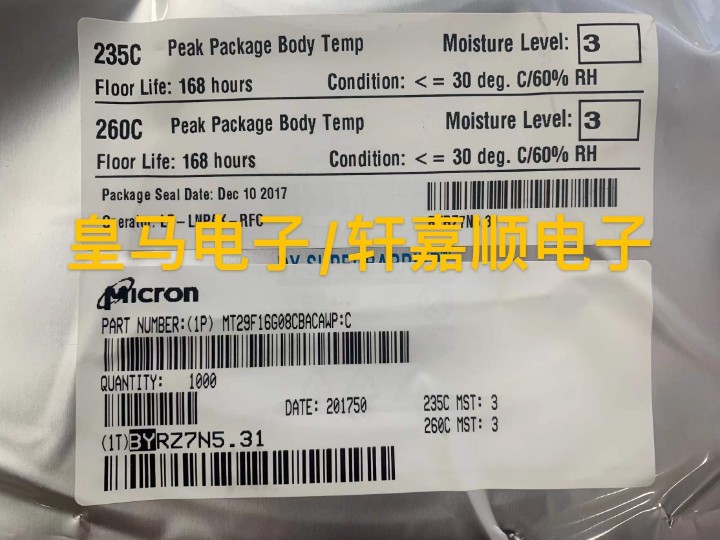 235C Peak Package Body Temp Moisture Level: 3
Floor Life: 168 hours Condition: <= 30 deg. C/60% RH
260C Peak Package Body Temp Moisture Level: 3
Floor Life: 168 hours Condition: <= 30 deg. C/60% RH
Package Seal Date: Dec 10 2017
皇马电子/轩嘉顺电子
Micron
PART NUMBER:(1P) MT29F16G08CBACAWP:C
QUANTITY: 1000
DATE: 201750 235C MST: 3
260C MST: 3
(1T)BYRZ7N5.31